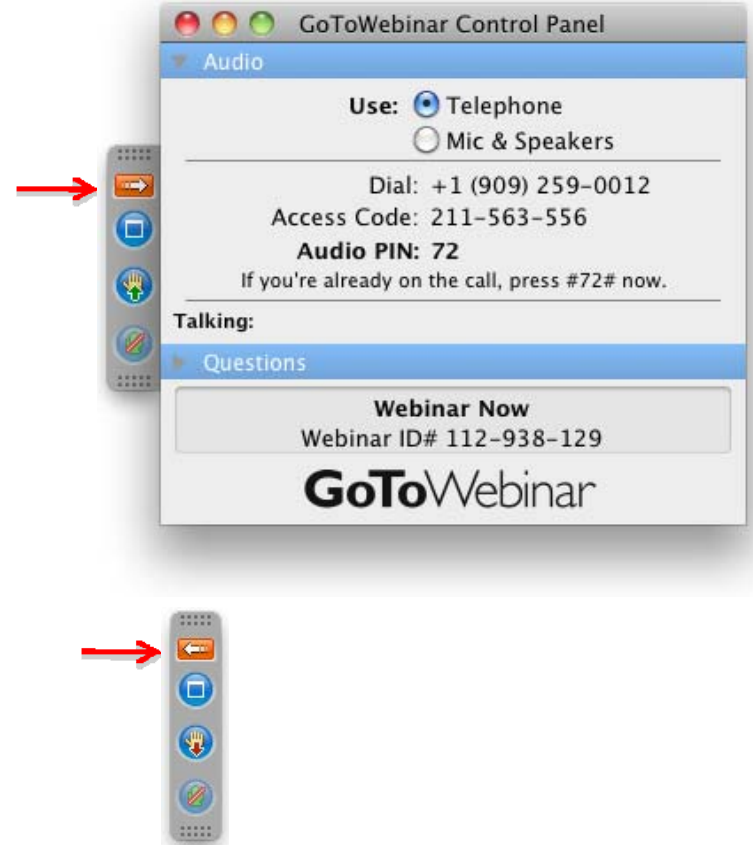 GoToWebinar Control Panel
Audio
Use: Telephone
Mic & Speakers
Dial: +1 (909) 259-0012
Access Code: 211-563-556
Audio PIN: 72
If you're already on the call, press #72# now.
Talking:
Questions
Webinar Now
Webinar ID# 112-938-129
GoToWebinar